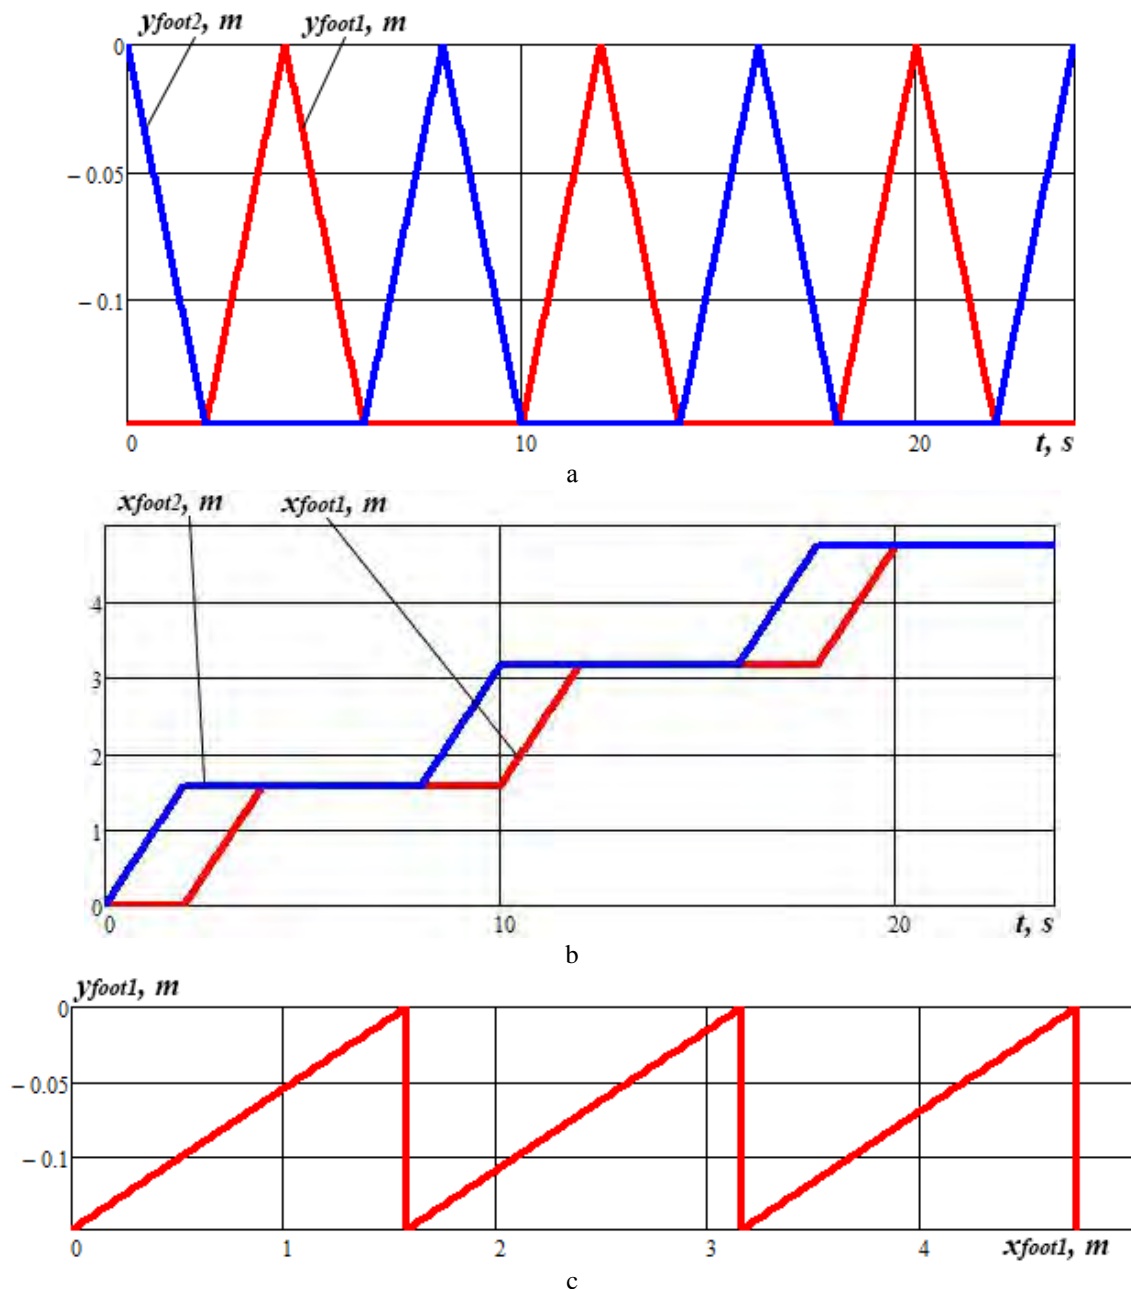 yfoot2, m yfoot1, m
0
– 0.05
– 0.1
0 10 20 t, s
a
xfoot2, m xfoot1, m
4
3
2
1
0
0 10 20 t, s
b
yfoot1, m
0
– 0.05
– 0.1
0 1 2 3 4 xfoot1, m
c